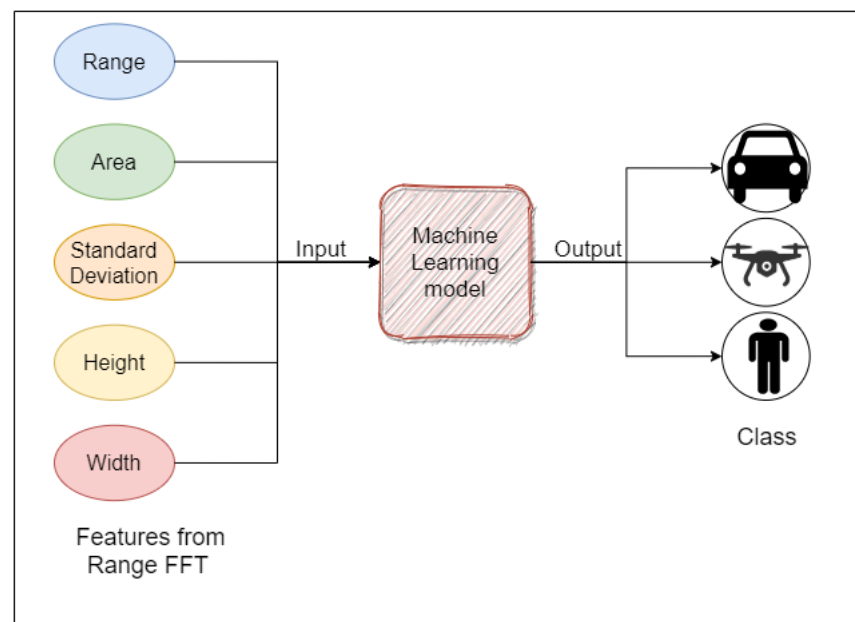 Range
Area
Standard
Deviation
Height
Width
Features from
Range FFT
Input
Machine
Learning
model
Output
Class